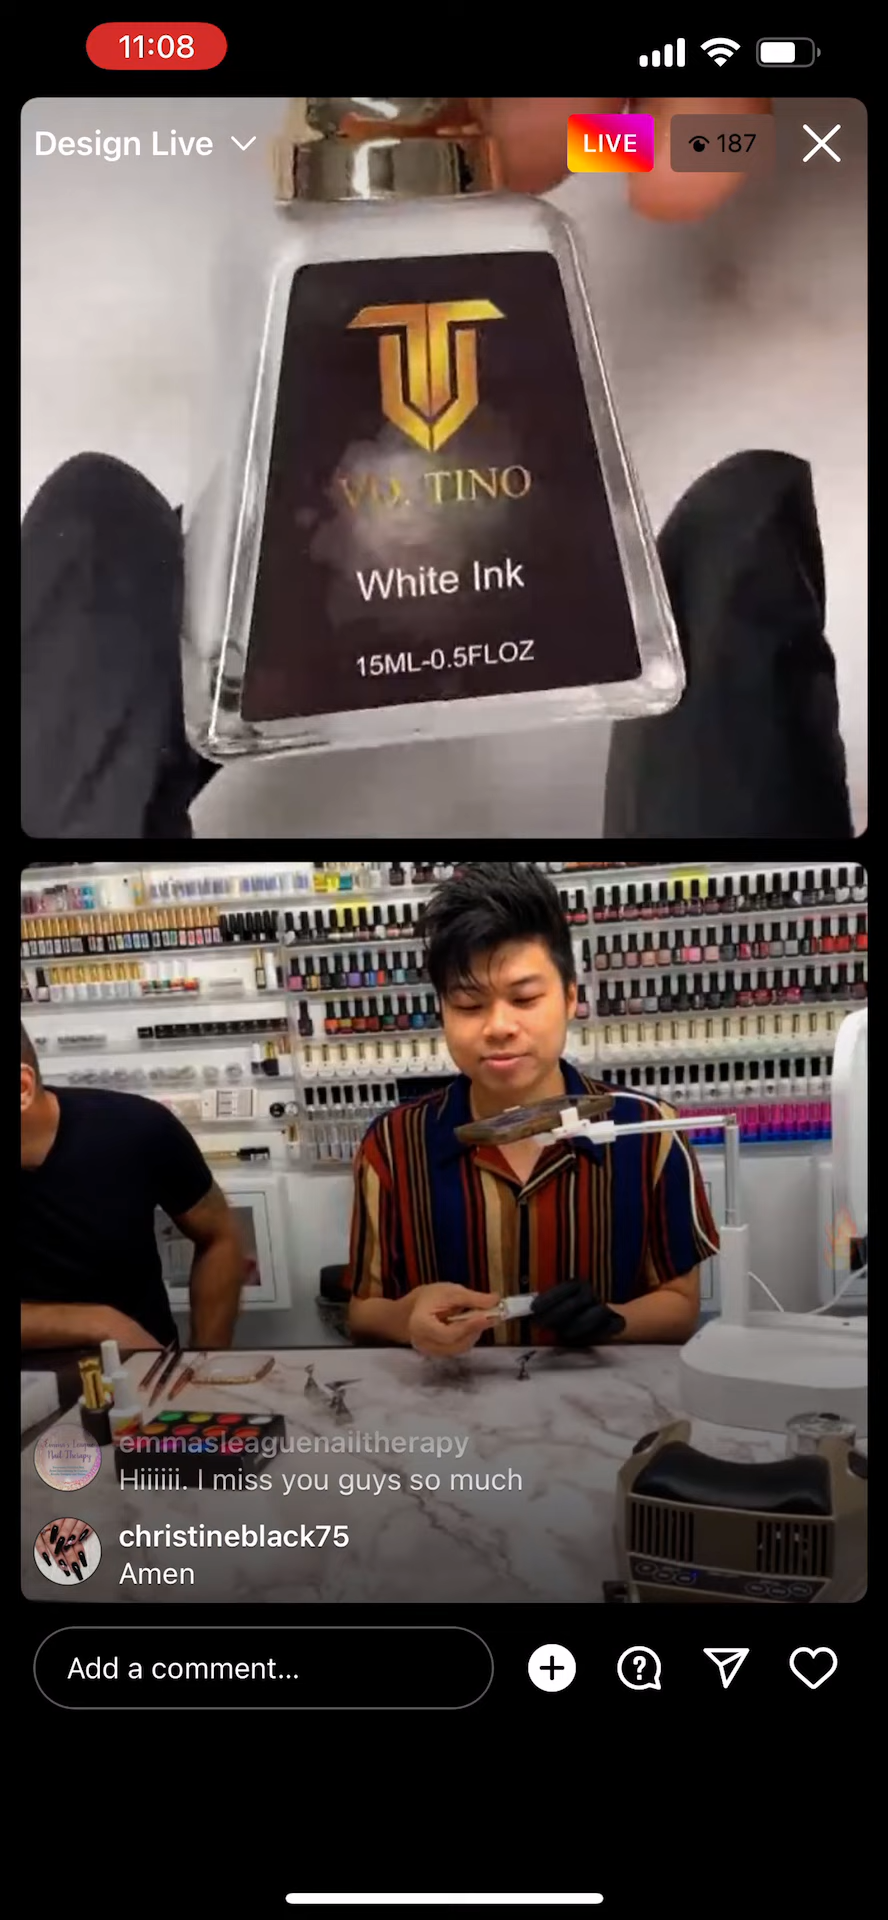 11:08
Design Live
LIVE
187
VO. TINO
White Ink
15ML-0.5FLOZ
emmasleaguenailtherapy
Hiiiiii. I miss you guys so much
christineblack75
Amen
Add a comment...